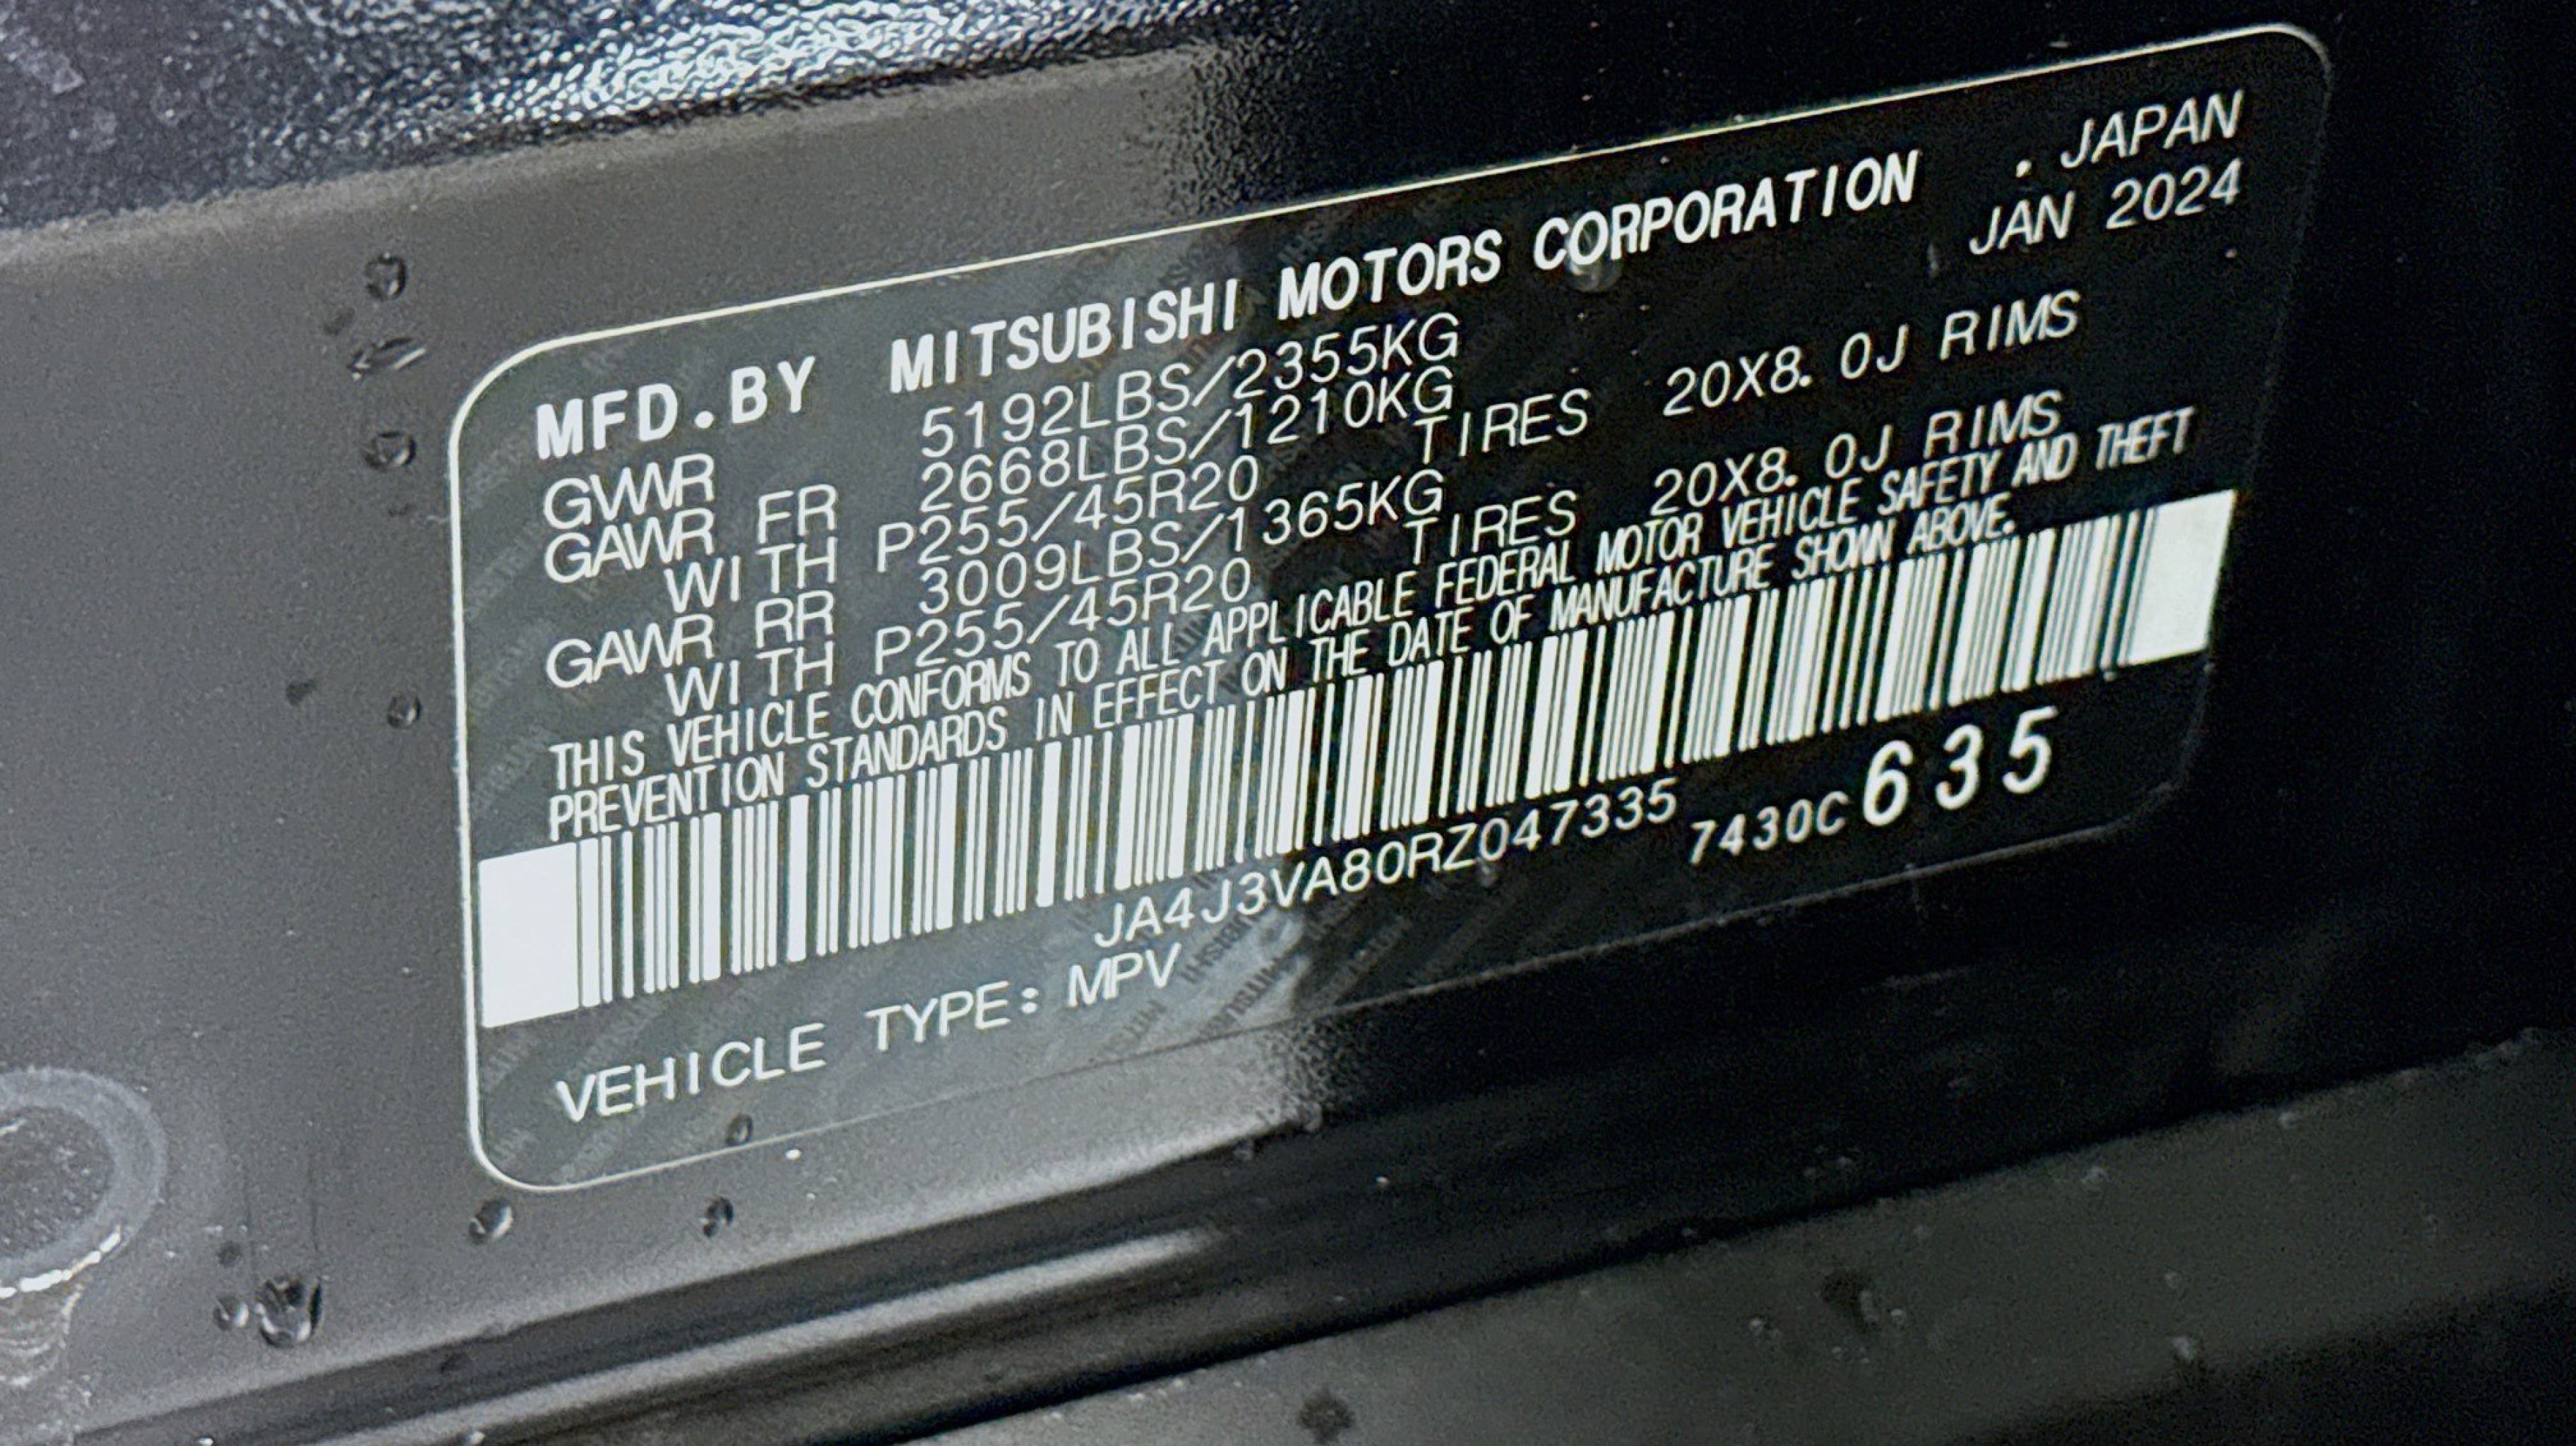 MFD.BY MITSUBISHI MOTORS CORPORATION . JAPAN
JAN 2024
GVWR 5192LBS/2355KG
GAWR FR 2668LBS/1210KG
WITH P255/45R20 TIRES 20X8.0J RIMS
GAWR RR 3009LBS/1365KG
WITH P255/45R20 TIRES 20X8.0J RIMS
THIS VEHICLE CONFORMS TO ALL APPLICABLE FEDERAL MOTOR VEHICLE SAFETY AND THEFT
PREVENTION STANDARDS IN EFFECT ON THE DATE OF MANUFACTURE SHOWN ABOVE.
JA4J3VA80RZ047335
7430C635
VEHICLE TYPE: MPV